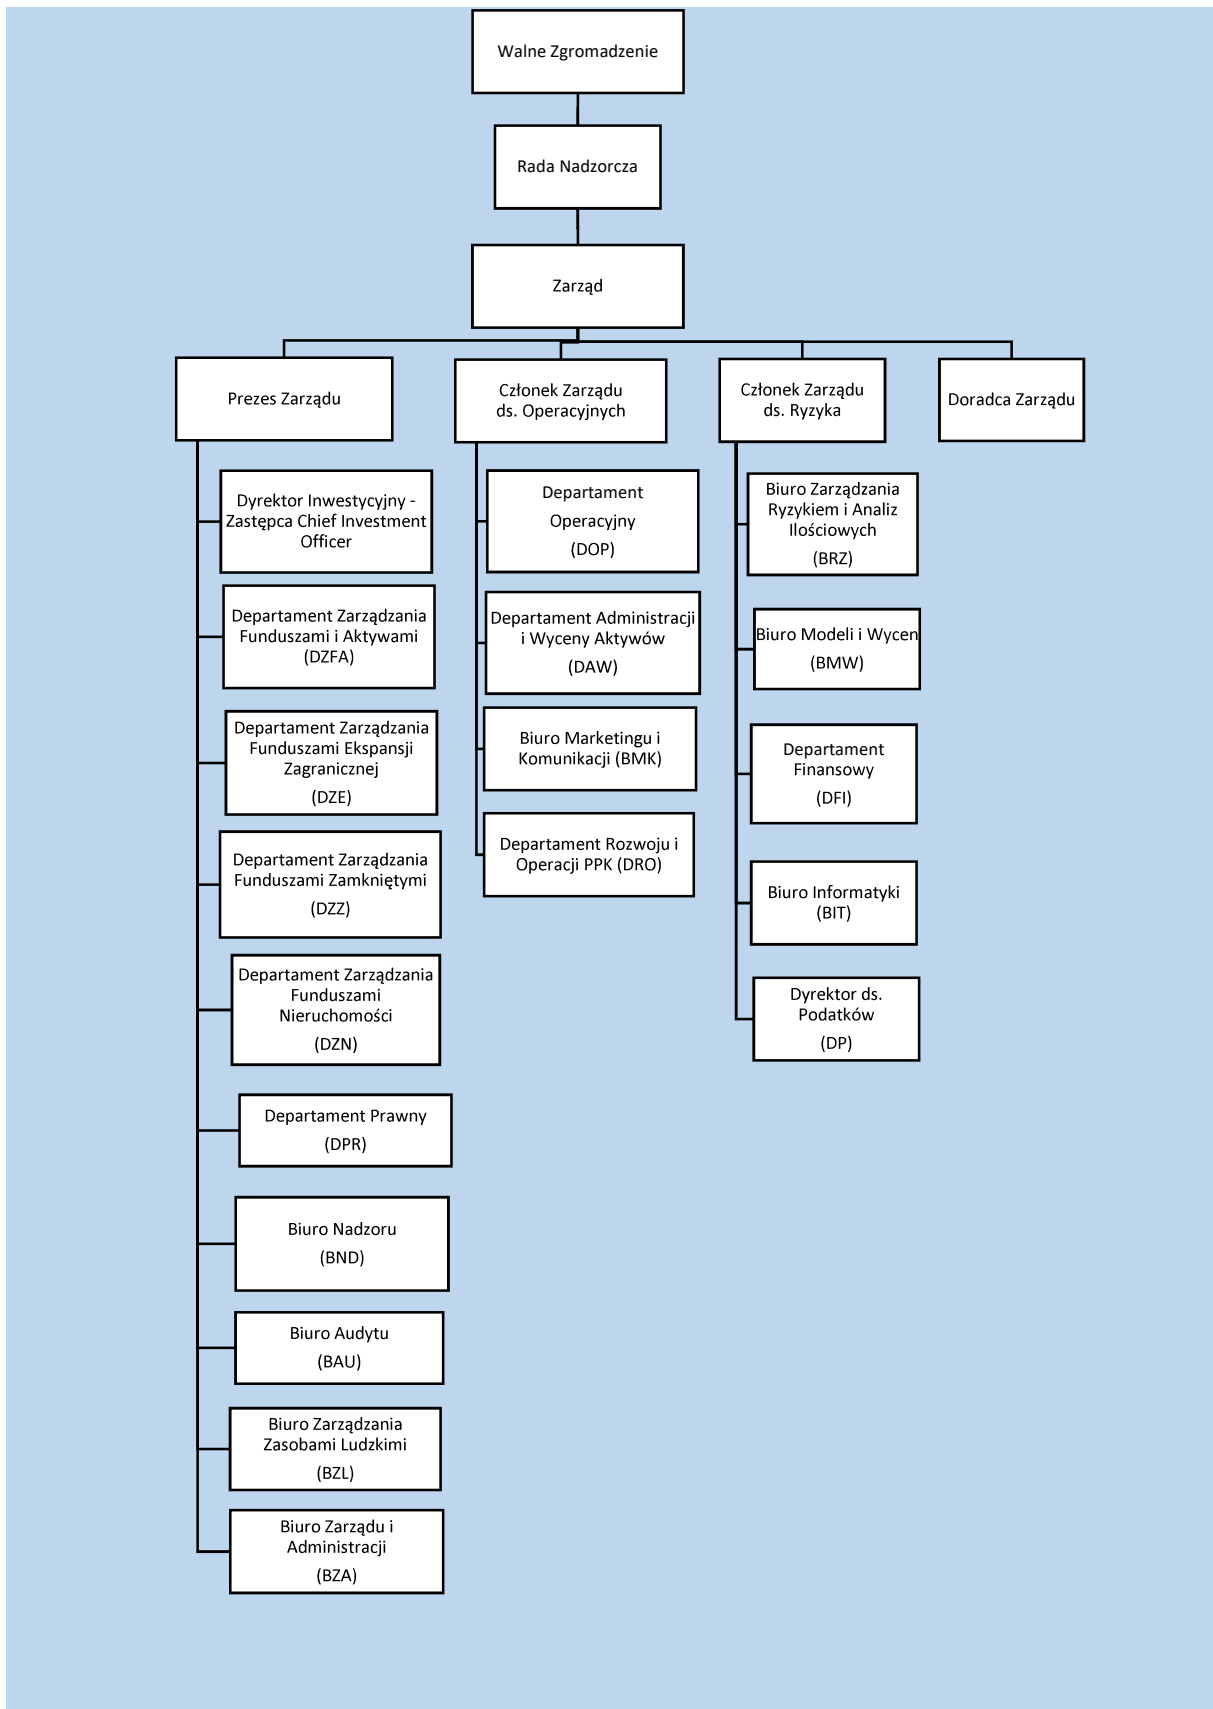 Walne Zgromadzenie
Rada Nadzorcza
Zarząd
Prezes Zarządu
Członek Zarządu
ds. Operacyjnych
Członek Zarządu
ds. Ryzyka
Doradca Zarządu
Dyrektor Inwestycyjny -
Zastępca Chief Investment
Officer
Departament Zarządzania
Funduszami i Aktywami
(DZFA)
Departament Zarządzania
Funduszami Ekspansji
Zagranicznej
(DZE)
Departament Zarządzania
Funduszami Zamkniętymi
(DZZ)
Departament Zarządzania
Funduszami
Nieruchomości
(DZN)
Departament Prawny
(DPR)
Biuro Nadzoru
(BND)
Biuro Audytu
(BAU)
Biuro Zarządzania
Zasobami Ludzkimi
(BZL)
Biuro Zarządu i
Administracji
(BZA)
Departament
Operacyjny
(DOP)
Departament Administracji
i Wyceny Aktywów
(DAW)
Biuro Marketingu i
Komunikacji (BMK)
Departament Rozwoju i
Operacji PPK (DRO)
Biuro Zarządzania
Ryzykiem i Analiz
Ilościowych
(BRZ)
Biuro Modeli i Wycen
(BMW)
Departament
Finansowy
(DFI)
Biuro Informatyki
(BIT)
Dyrektor ds.
Podatków
(DP)